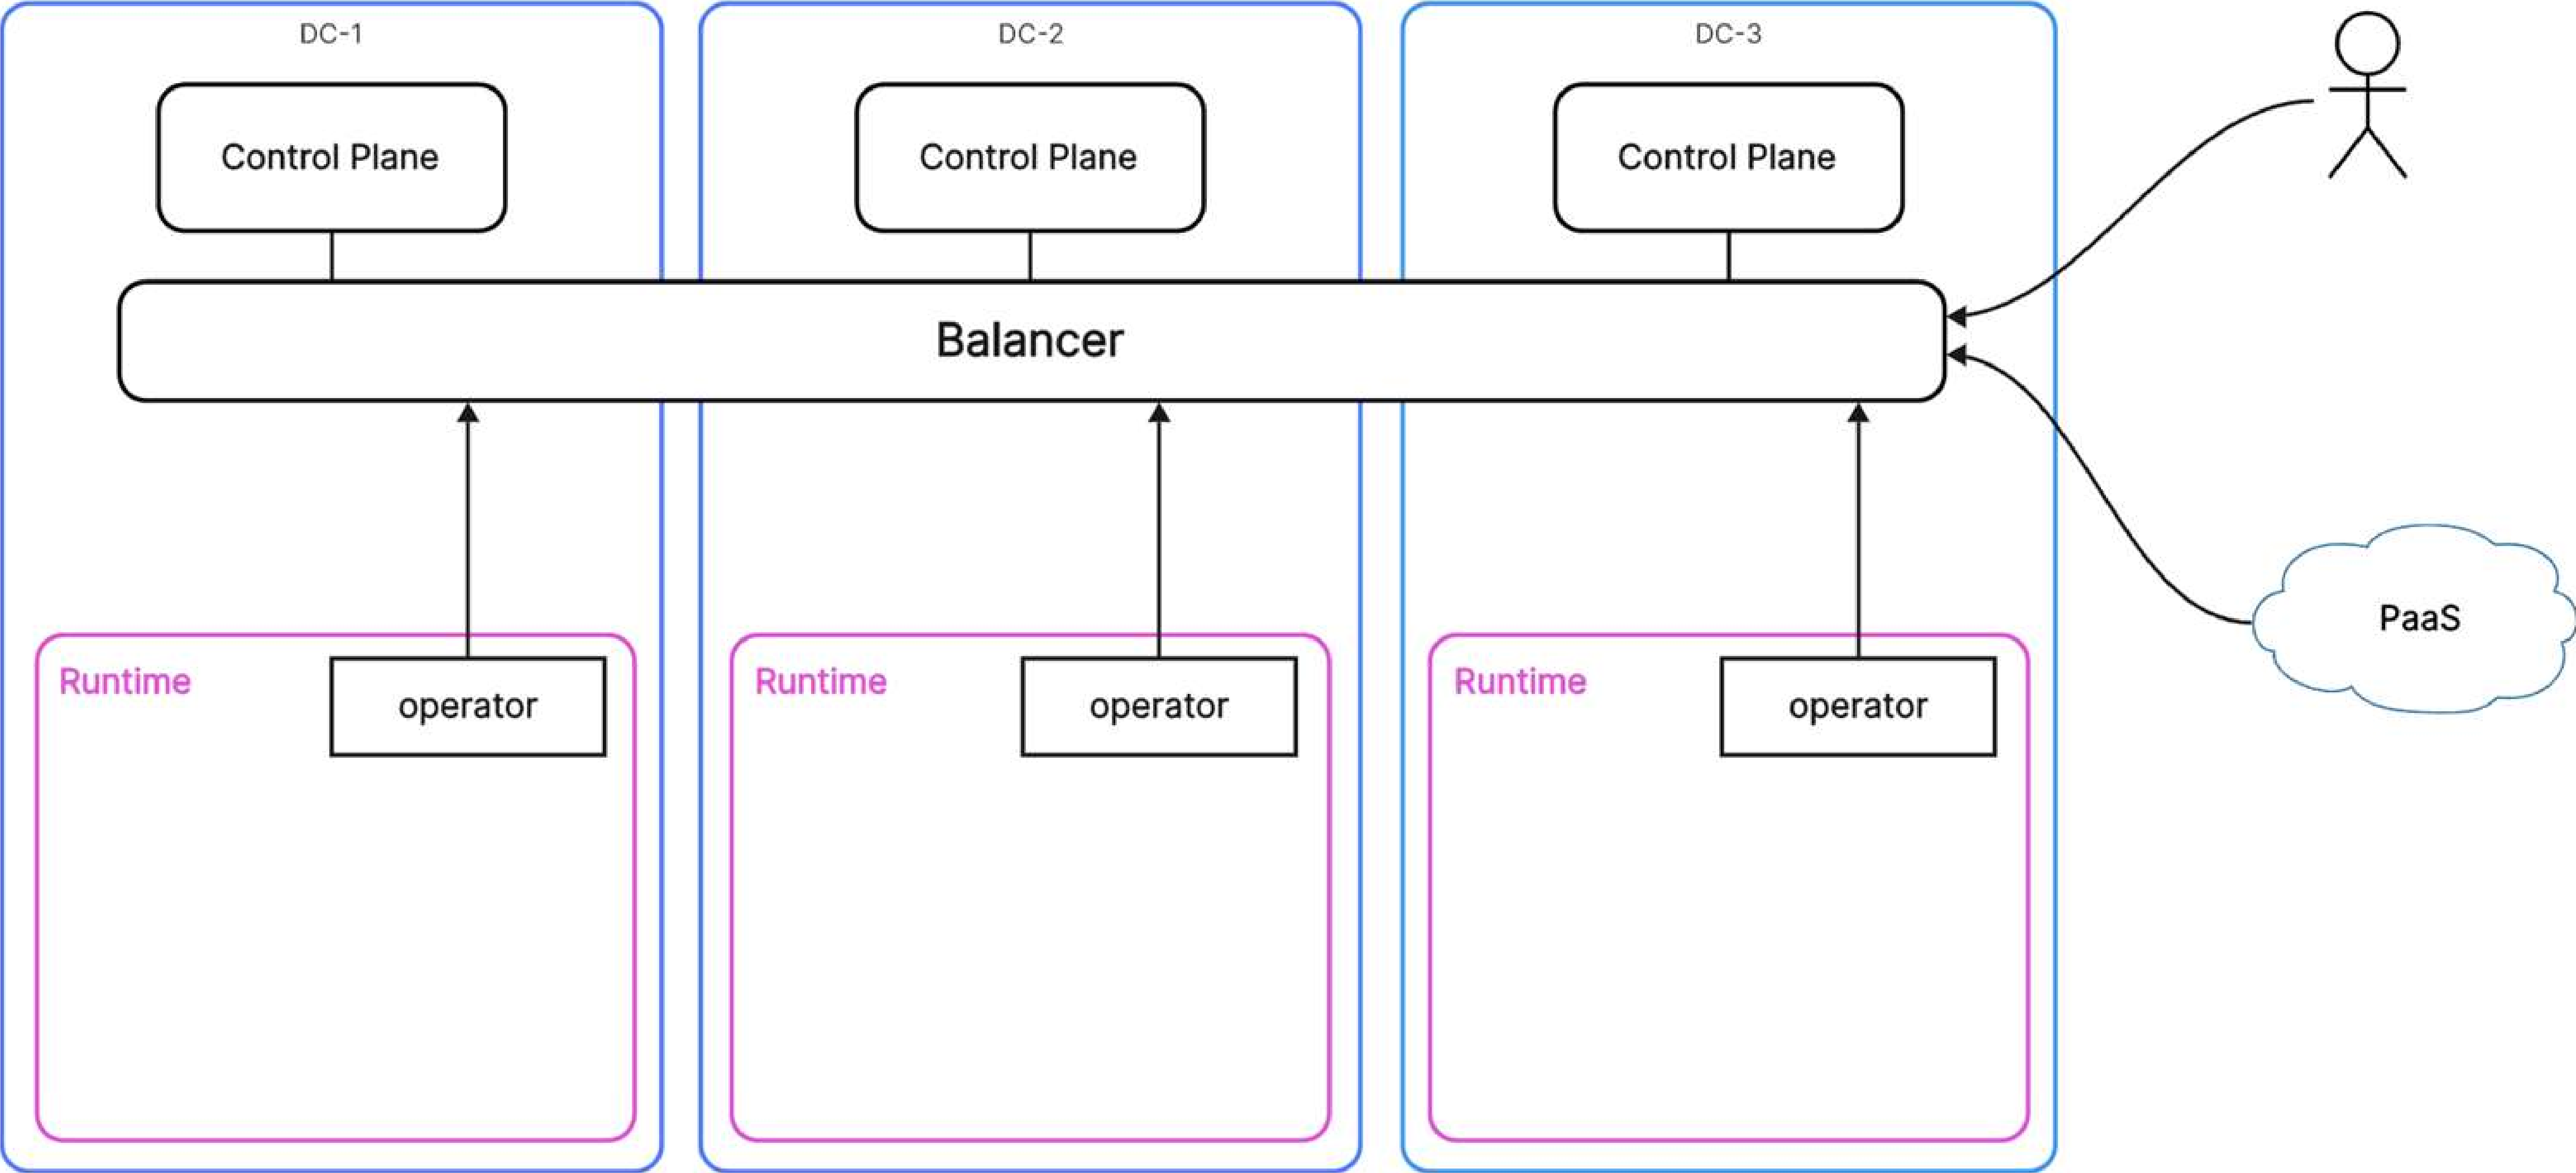 DC-1
DC-2
DC-3
Control Plane
Control Plane
Control Plane
Balancer
Runtime
operator
Runtime
operator
Runtime
operator
PaaS